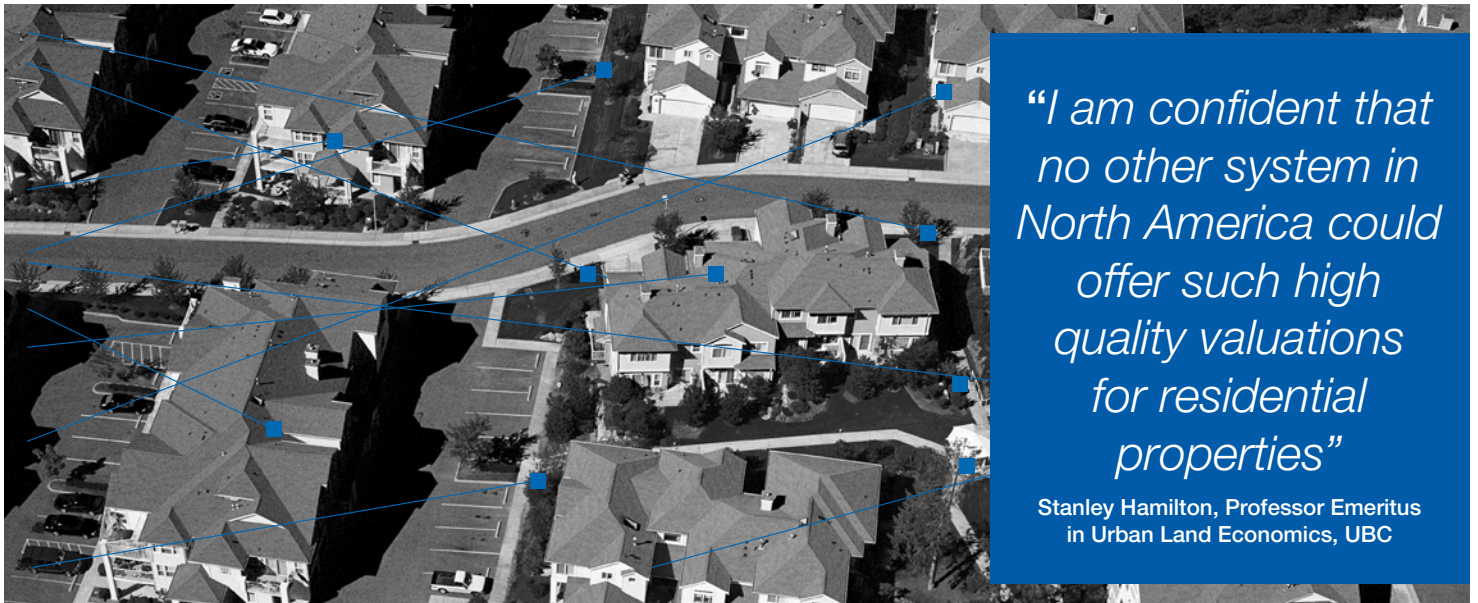 “I am confident that
no other system in
North America could
offer such high
quality valuations
for residential
properties”
Stanley Hamilton, Professor Emeritus
in Urban Land Economics, UBC